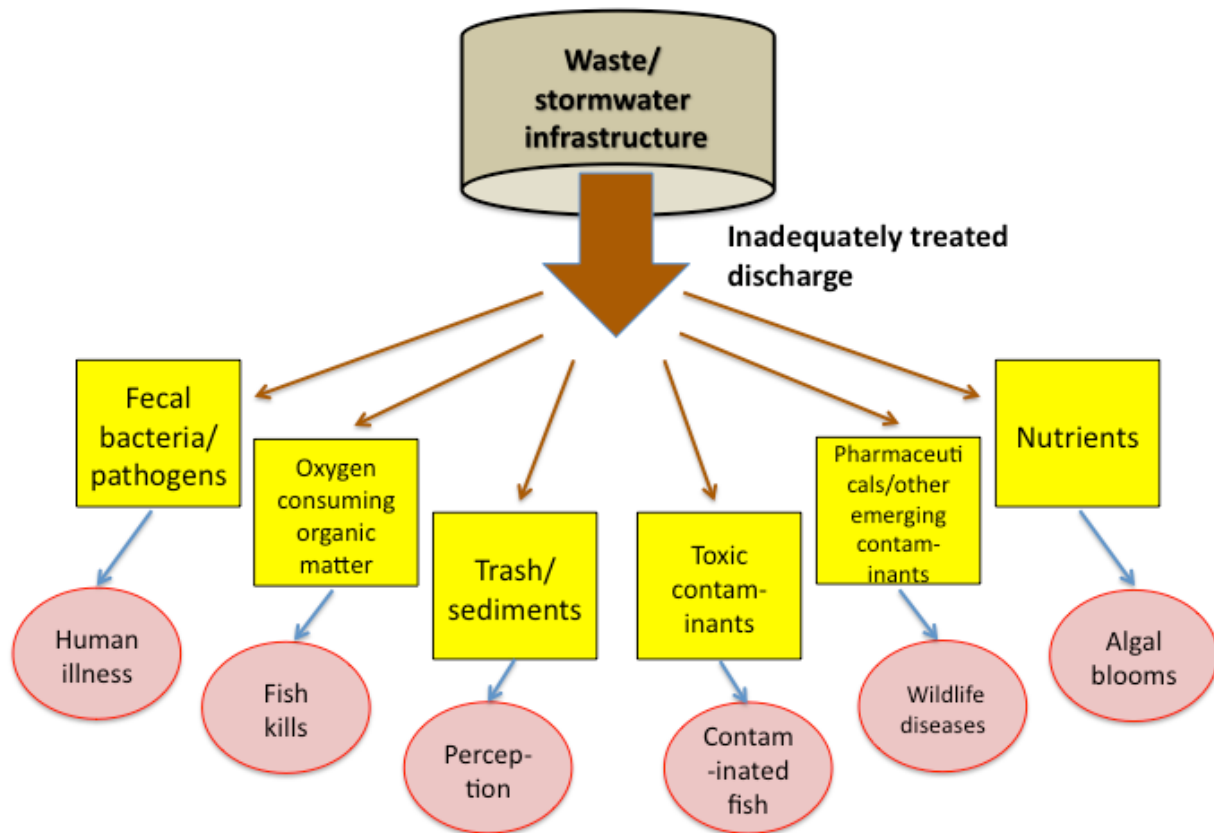 Waste/
stormwater
infrastructure
Inadequately treated
discharge
Fecal
bacteria/
pathogens
Oxygen
consuming
organic
matter
Trash/
sediments
Toxic
contam-
inants
Pharmaceuti
cals/other
emerging
contam-
inants
Nutrients
Human
illness
Fish
kills
Percep-
tion
Contam
-inated
fish
Wildlife
diseases
Algal
blooms